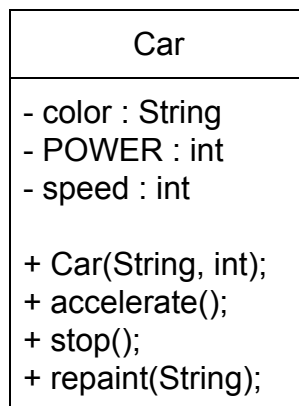 Car
- color : String
- POWER : int
- speed : int
+ Car(String, int);
+ accelerate();
+ stop();
+ repaint(String);